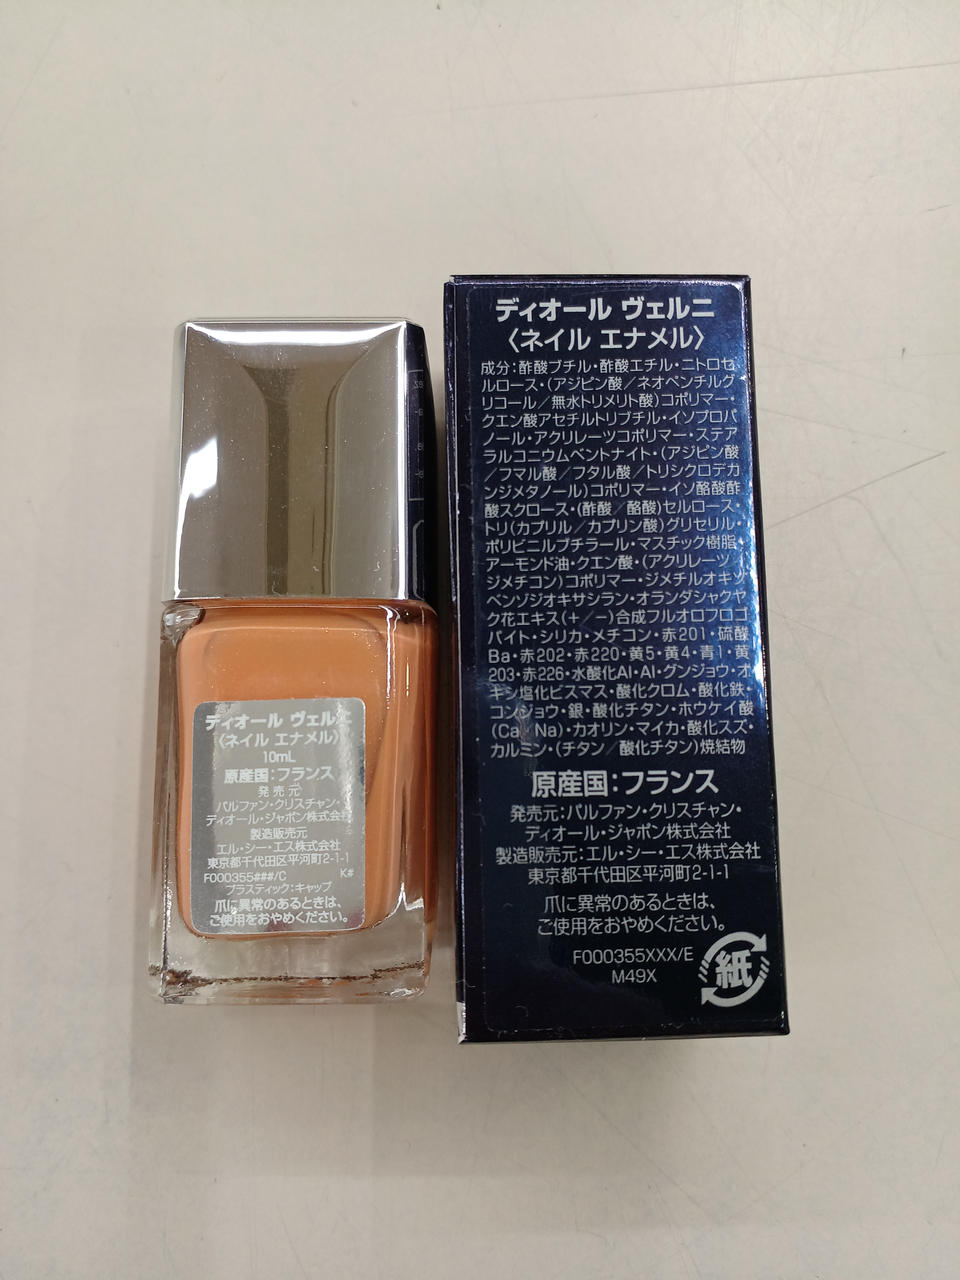 ディオール ヴェルニ
〈ネイル エナメル〉
10mL
原産国:フランス
発売元
パルファン・クリスチャン・
ディオール・ジャポン株式会社
製造販売元
エル・シー・エス株式会社
東京都千代田区平河町2-1-1
F000355###/C K#
プラスティック:キャップ
爪に異常のあるときは、
ご使用をおやめください。
ディオール ヴェルニ
〈ネイル エナメル〉
成分:酢酸ブチル・酢酸エチル・ニトロセ
ルロース・(アジピン酸/ネオペンチルグ
リコール/無水トリメリト酸)コポリマー・
クエン酸アセチルトリブチル・イソプロパ
ノール・アクリレーツコポリマー・ステア
ラルコニウムベントナイト・(アジピン酸
/フマル酸/フタル酸/トリシクロデカ
ンジメタノール)コポリマー・イソ酪酸酢
酸スクロース・(酢酸/酪酸)セルロース・
トリ(カプリル/カプリン酸)グリセリル・
ポリビニルブチラール・マスチック樹脂・
アーモンド油・クエン酸・(アクリレーツ/
ジメチコン)コポリマー・ジメチルオキソ
ベンゾジオキサシラン・オランダシャクヤ
ク花エキス(+/-)合成フルオロフロゴ
パイト・シリカ・メチコン・赤201・硫酸
Ba・赤202・赤220・黄5・黄4・青1・黄
203・赤226・水酸化Al・Al・グンジョウ・オ
キシ塩化ビスマス・酸化クロム・酸化鉄・
コンジョウ・銀・酸化チタン・ホウケイ酸
(Ca/Na)・カオリン・マイカ・酸化スズ・
カルミン・(チタン/酸化チタン)焼結物
原産国:フランス
発売元:パルファン・クリスチャン・
ディオール・ジャポン株式会社
製造販売元:エル・シー・エス株式会社
東京都千代田区平河町2-1-1
爪に異常のあるときは、
ご使用をおやめください。
F000355XXX/E
M49X
紙